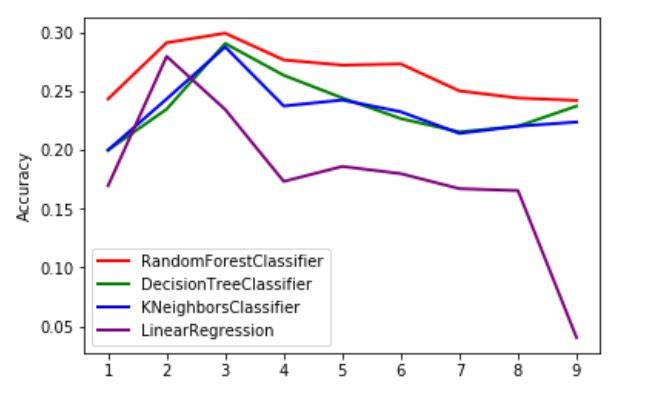 0.30
0.25
0.20
0.15
0.10
0.05
Accuracy
RandomForestClassifier
DecisionTreeClassifier
KNeighborsClassifier
LinearRegression
1 2 3 4 5 6 7 8 9